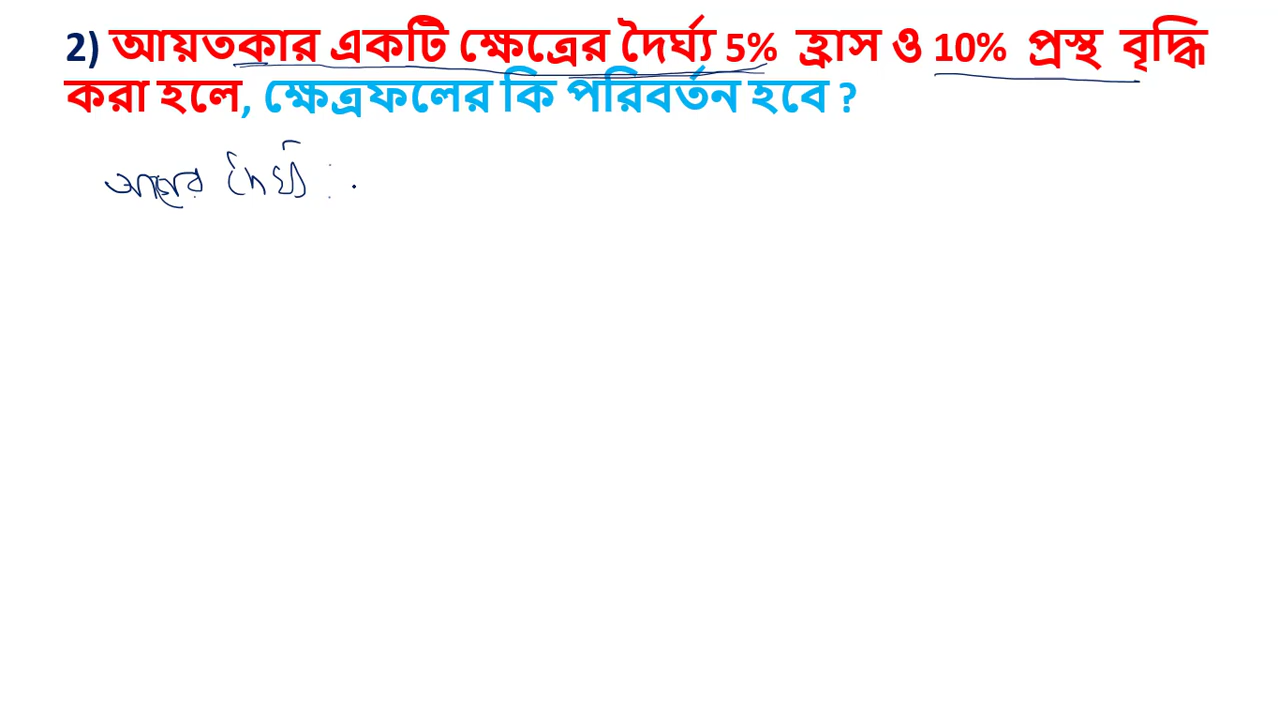 2) আয়তকার একটি ক্ষেত্রের দৈর্ঘ্য 5% হ্রাস ও 10% প্রস্থ বৃদ্ধি
করা হলে, ক্ষেত্রফলের কি পরিবর্তন হবে ?
আগের দৈর্ঘ্য :